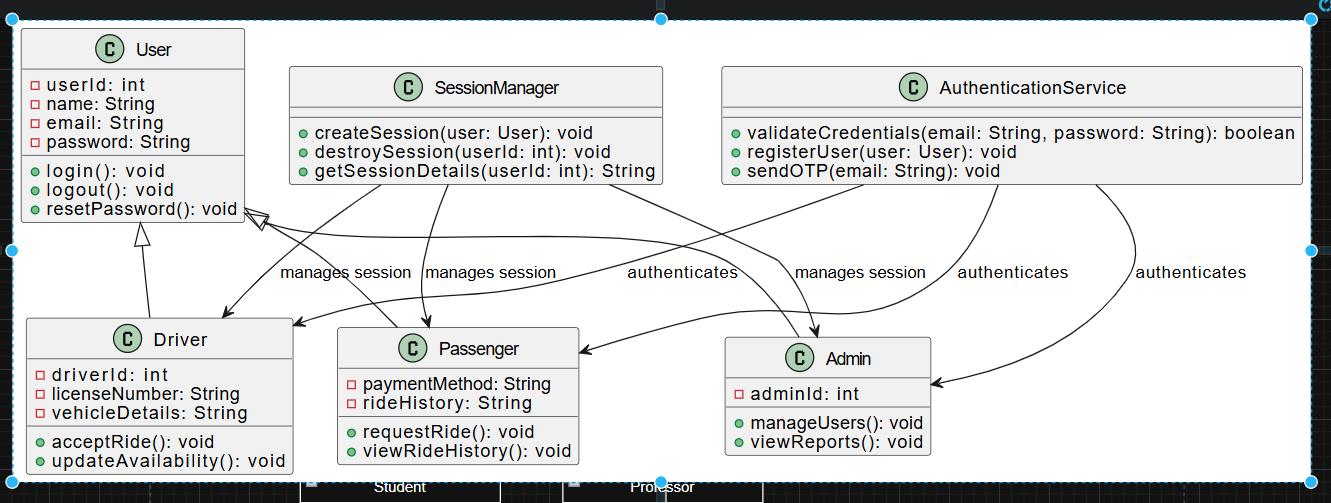 C User
userId: int
name: String
email: String
password: String
login(): void
logout(): void
resetPassword(): void
C SessionManager
createSession(user: User): void
destroySession(userId: int): void
getSessionDetails(userId: int): String
C AuthenticationService
validateCredentials(email: String, password: String): boolean
registerUser(user: User): void
sendOTP(email: String): void
manages session
manages session
authenticates
manages session
authenticates
authenticates
C Driver
driverId: int
licenseNumber: String
vehicleDetails: String
acceptRide(): void
updateAvailability(): void
C Passenger
paymentMethod: String
rideHistory: String
requestRide(): void
viewRideHistory(): void
C Admin
adminId: int
manageUsers(): void
viewReports(): void
Student
Professor